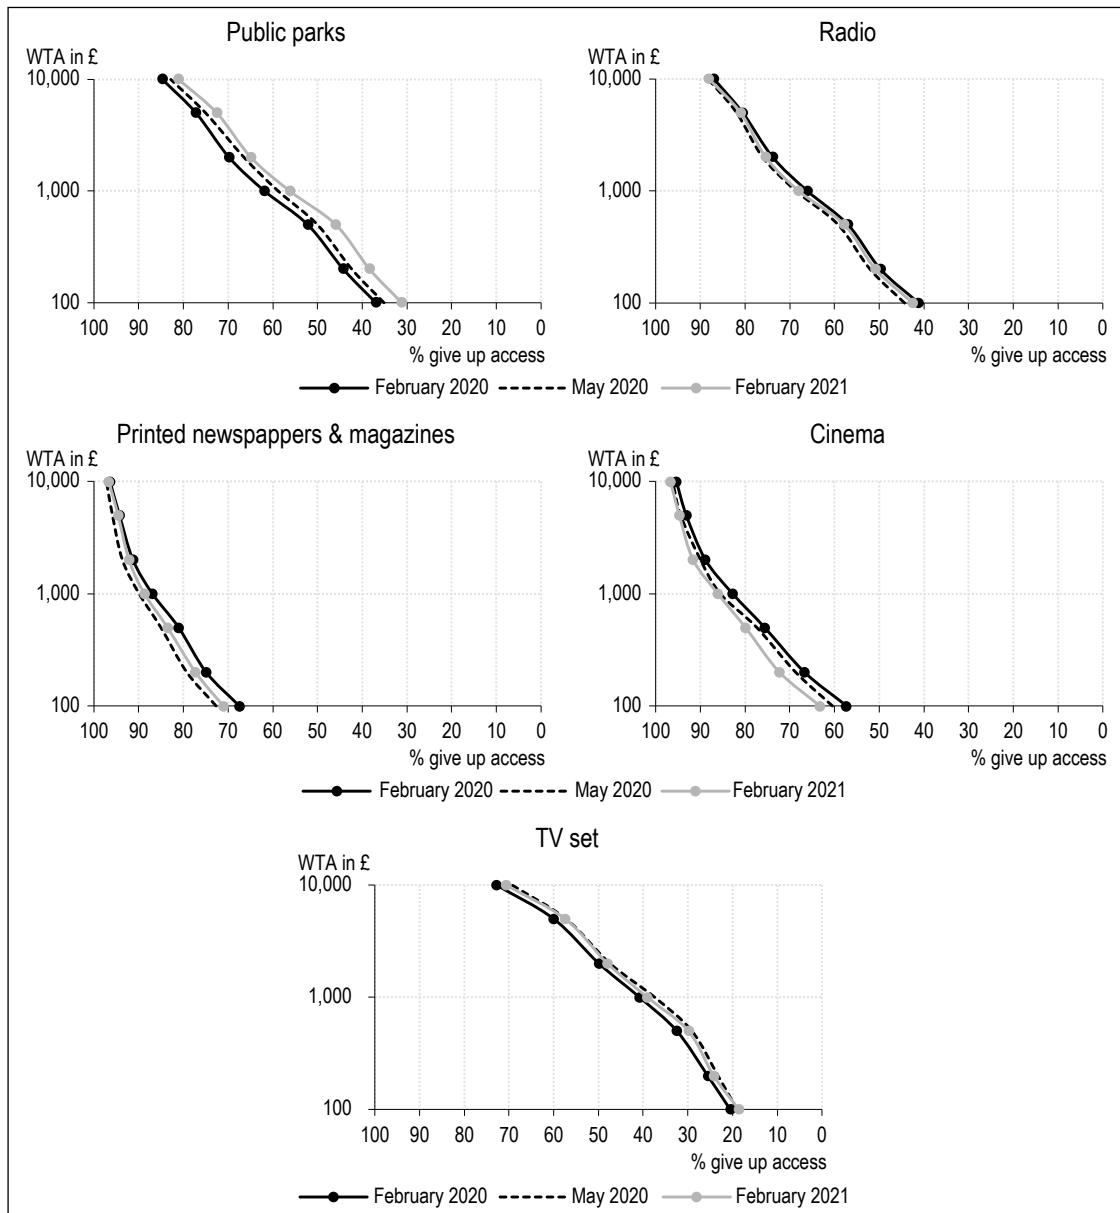 Public parks
WTA in £
10,000
1,000
100
100 90 80 70 60 50 40 30 20 10 0
% give up access
Radio
WTA in £
10,000
1,000
100
100 90 80 70 60 50 40 30 20 10 0
% give up access
February 2020 May 2020 February 2021
Printed newspappers & magazines
WTA in £
10,000
1,000
100
100 90 80 70 60 50 40 30 20 10 0
% give up access
Cinema
WTA in £
10,000
1,000
100
100 90 80 70 60 50 40 30 20 10 0
% give up access
February 2020 May 2020 February 2021
TV set
WTA in £
10,000
1,000
100
100 90 80 70 60 50 40 30 20 10 0
% give up access
February 2020 May 2020 February 2021